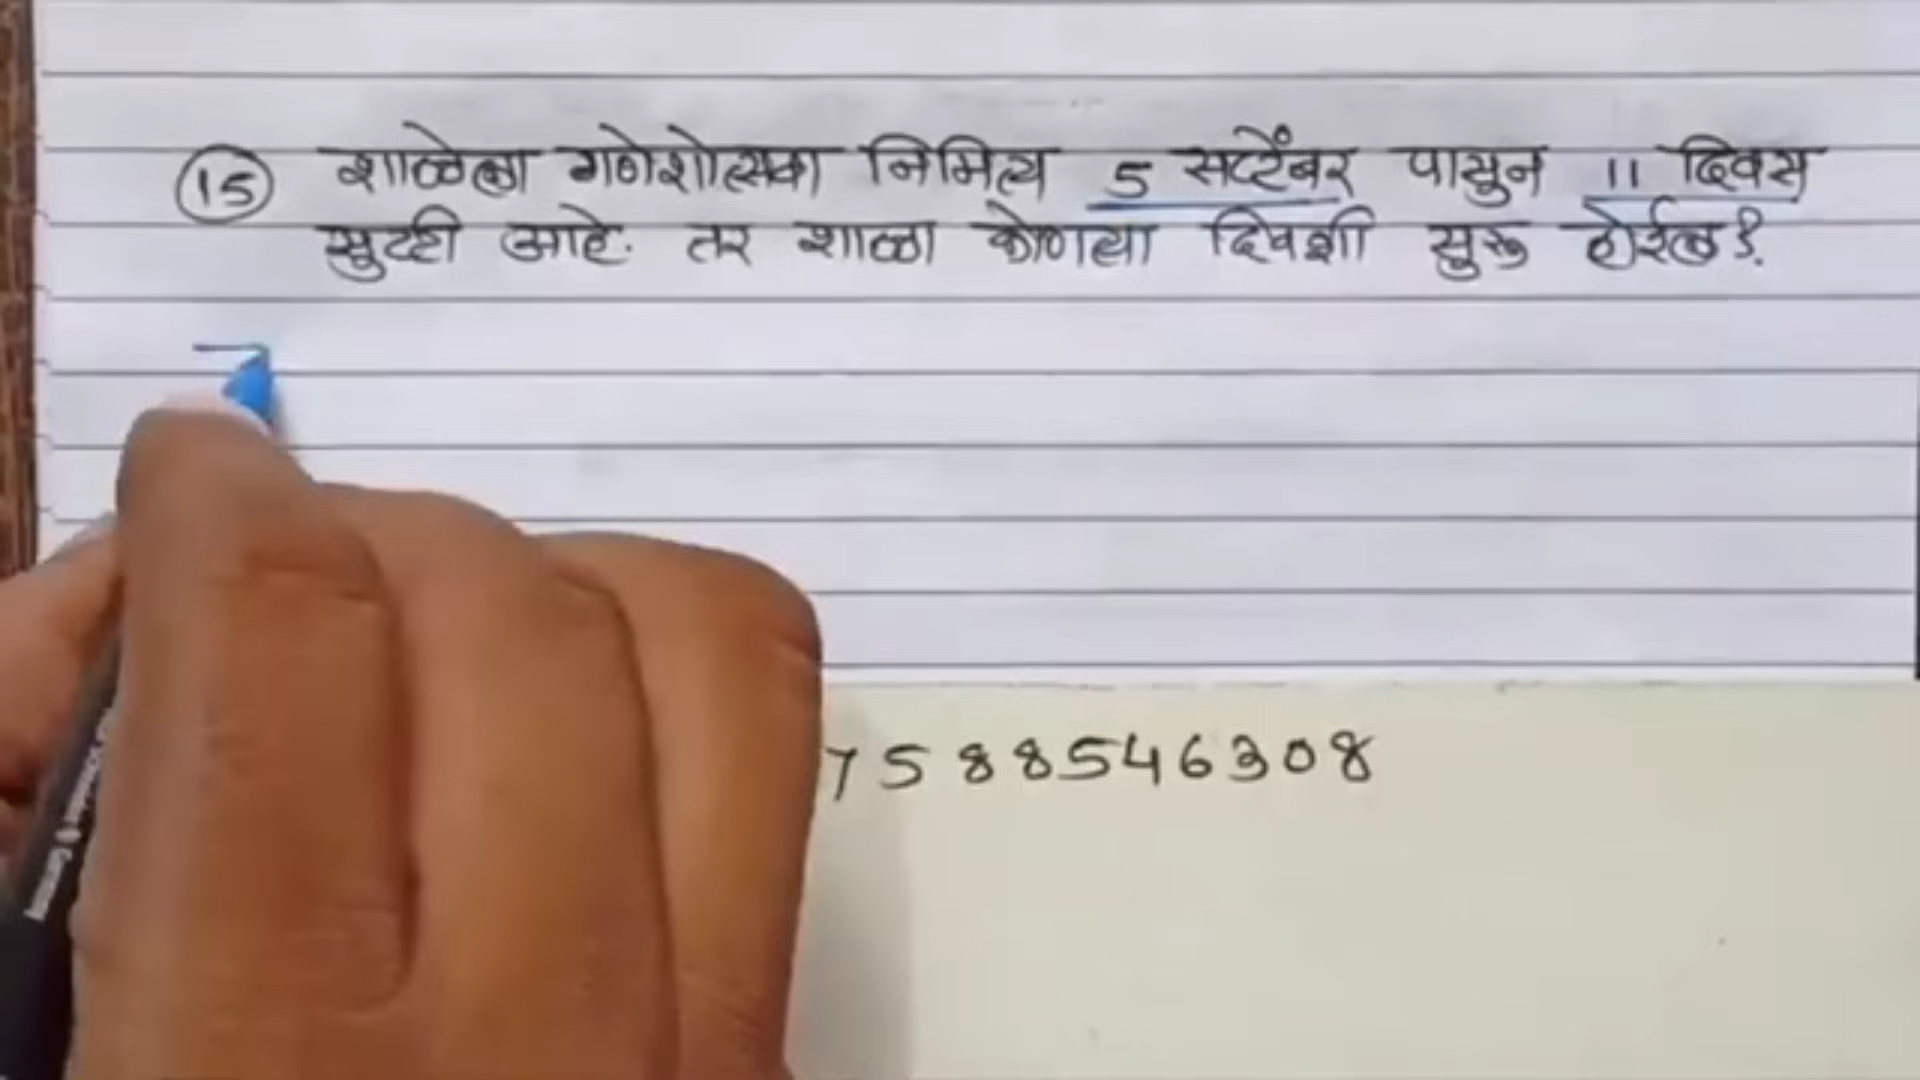 15 शाळेला गणेशोत्सवा निमित्य 5 सप्टेंबर पासुन 11 दिवस
सुट्टी आहे. तर शाळा कोणत्या दिवशी सुरु होईल?
7588546308